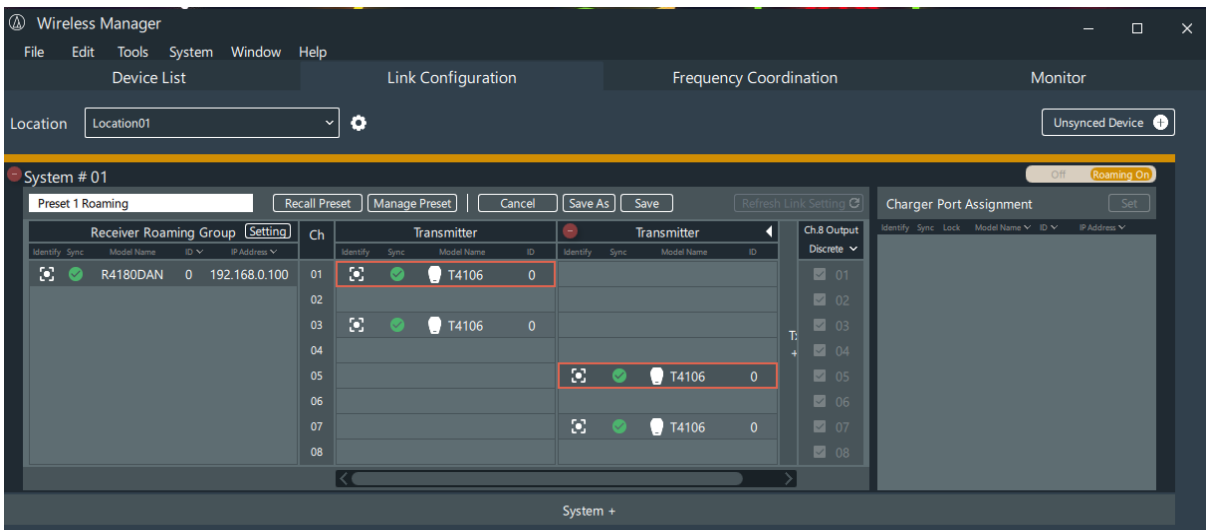 Wireless Manager
File Edit Tools System Window Help
Device List Link Configuration Frequency Coordination Monitor
Location Location01 Unsynced Device
System # 01 Off Roaming On
Preset 1 Roaming Recall Preset Manage Preset Cancel Save As Save Refresh Link Setting Charger Port Assignment Set
Receiver Roaming Group Setting Ch Transmitter Transmitter Ch.8 Output
Discrete
Identify Sync Model Name ID IP Address Identify Sync Model Name ID Identify Sync Model Name ID Identify Sync Lock Model Name ID IP Address
R4180DAN 0 192.168.0.100 01 T4106 0 01
02 02
03 T4106 0 03
04 04
05 T4106 0 05
06 06
07 T4106 0 07
08 08
System +